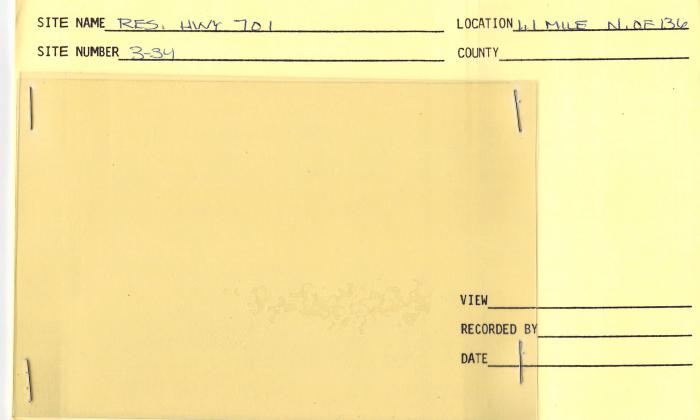 SITE NAME RES. HWY 701 LOCATION 1.1 MILE N. OF 136
SITE NUMBER 3-34 COUNTY
VIEW
RECORDED BY
DATE